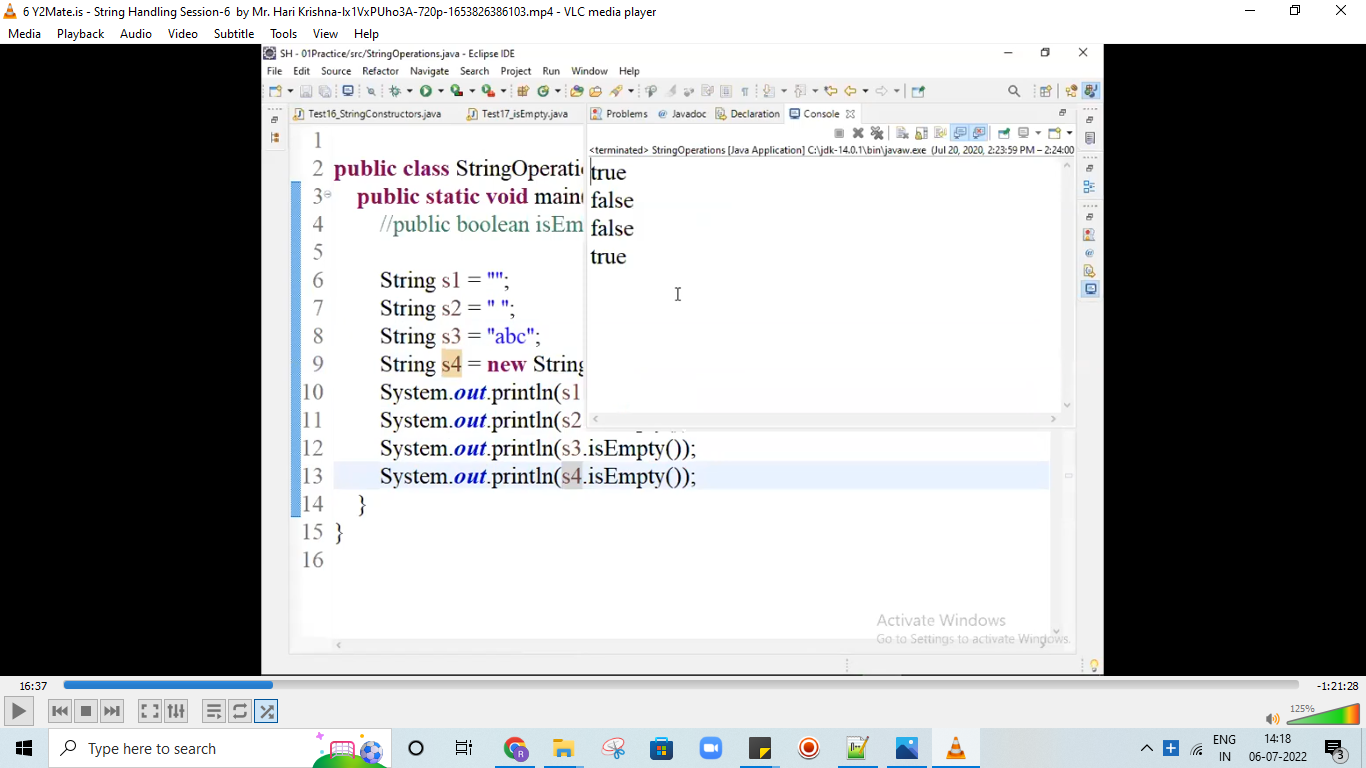 6 Y2Mate.is - String Handling Session-6 by Mr. Hari Krishna-Ix1VxPUho3A-720p-1653826386103.mp4 - VLC media player
Media Playback Audio Video Subtitle Tools View Help
SH - 01Practice/src/StringOperations.java - Eclipse IDE
File Edit Source Refactor Navigate Search Project Run Window Help
Test16_StringConstructors.java Test17_isEmpty.java Problems Javadoc Declaration Console
<terminated> StringOperations [Java Application] C:\jdk-14.0.1\bin\javaw.exe (Jul 20, 2020, 2:23:59 PM – 2:24:00
true
false
false
true
1
2 public class StringOperati
3 public static void main(
4 //public boolean isEm
5
6 String s1 = "";
7 String s2 = " ";
8 String s3 = "abc";
9 String s4 = new String
10 System.out.println(s1
11 System.out.println(s2
12 System.out.println(s3.isEmpty());
13 System.out.println(s4.isEmpty());
14 }
15 }
16
Activate Windows
Go to Settings to activate Windows.
16:37 -1:21:28
125%
Type here to search
ENG
IN
14:18
06-07-2022
3